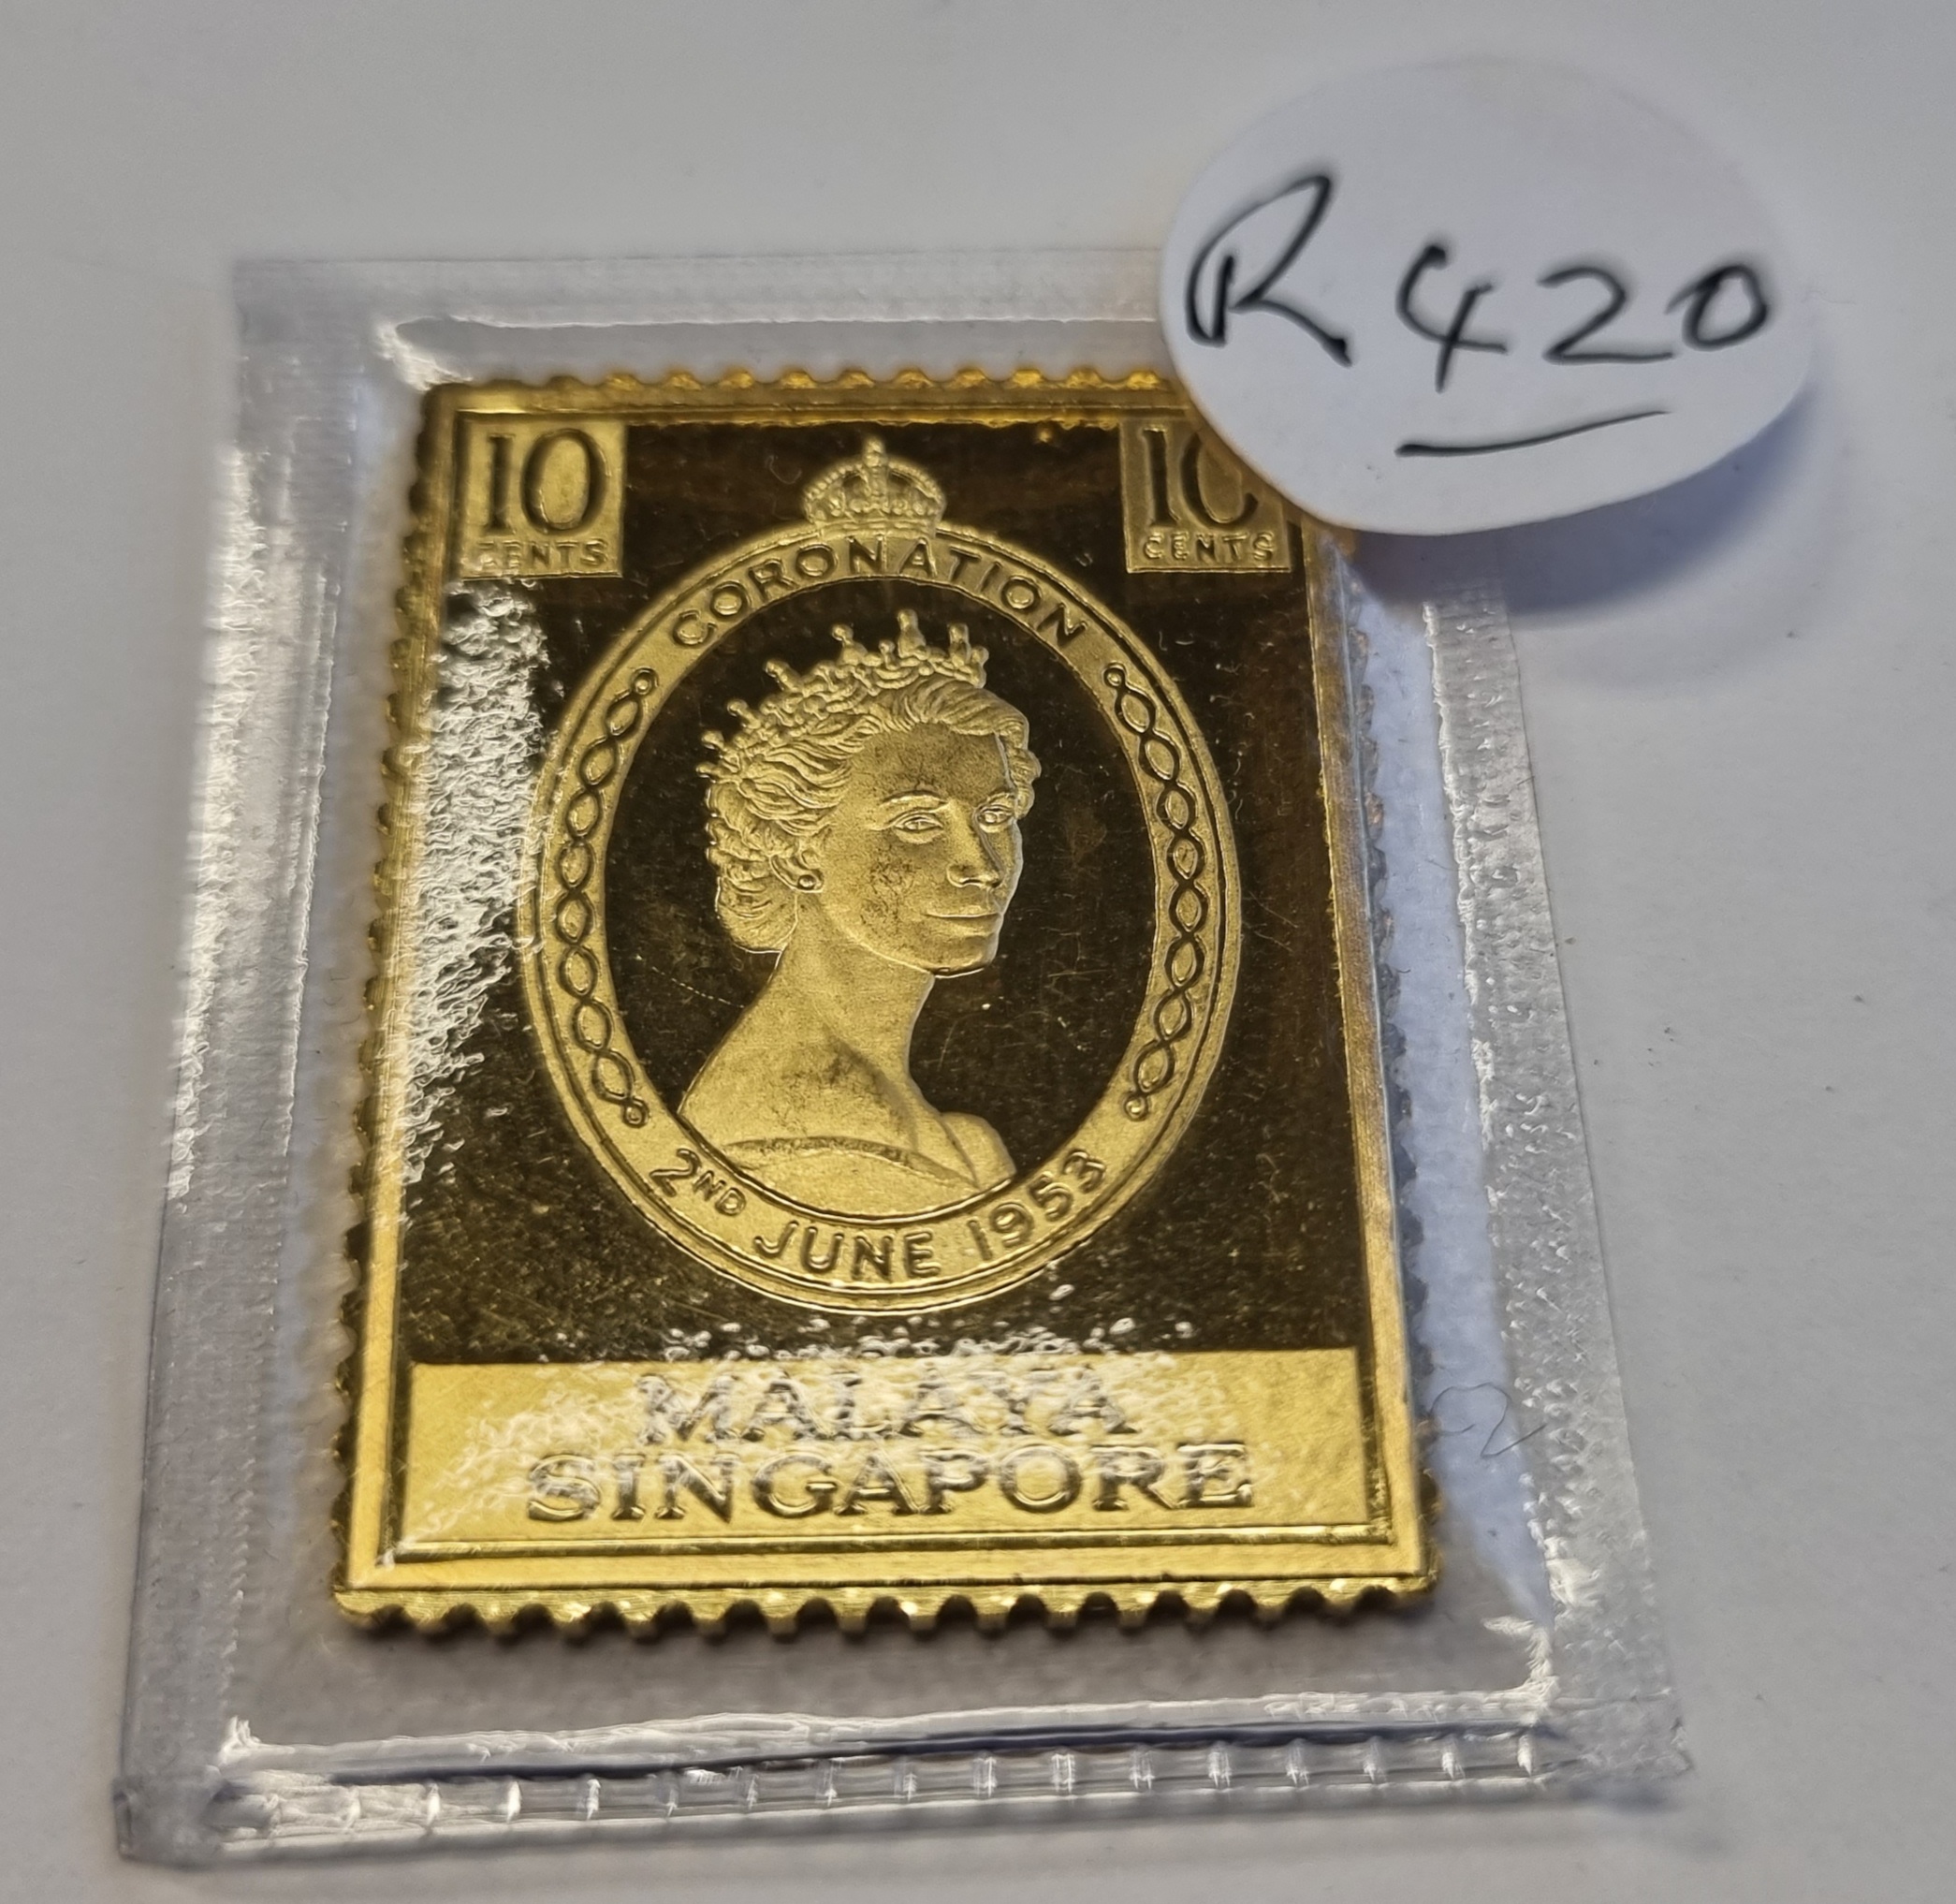 R420
10
CENTS
10
CENTS
CORONATION
2ND JUNE 1953
MALAYA
SINGAPORE